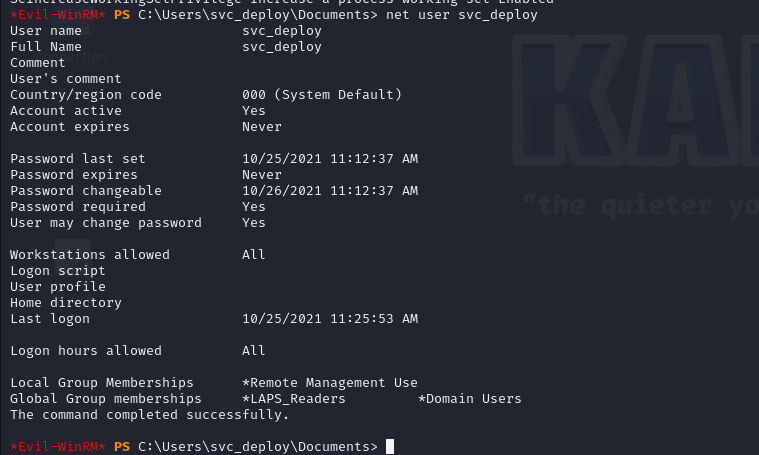 SeIncreaseWorkingSetPrivilege Increase a process working set Enabled
*Evil-WinRM* PS C:\Users\svc_deploy\Documents> net user svc_deploy
User name                    svc_deploy
Full Name                    svc_deploy
Comment
User's comment
Country/region code          000 (System Default)
Account active               Yes
Account expires              Never
Password last set            10/25/2021 11:12:37 AM
Password expires             Never
Password changeable          10/26/2021 11:12:37 AM
Password required            Yes
User may change password     Yes
Workstations allowed         All
Logon script
User profile
Home directory
Last logon                   10/25/2021 11:25:53 AM
Logon hours allowed          All
Local Group Memberships      *Remote Management Use
Global Group memberships     *LAPS_Readers         *Domain Users
The command completed successfully.
*Evil-WinRM* PS C:\Users\svc_deploy\Documents>
KA
"the quieter yo